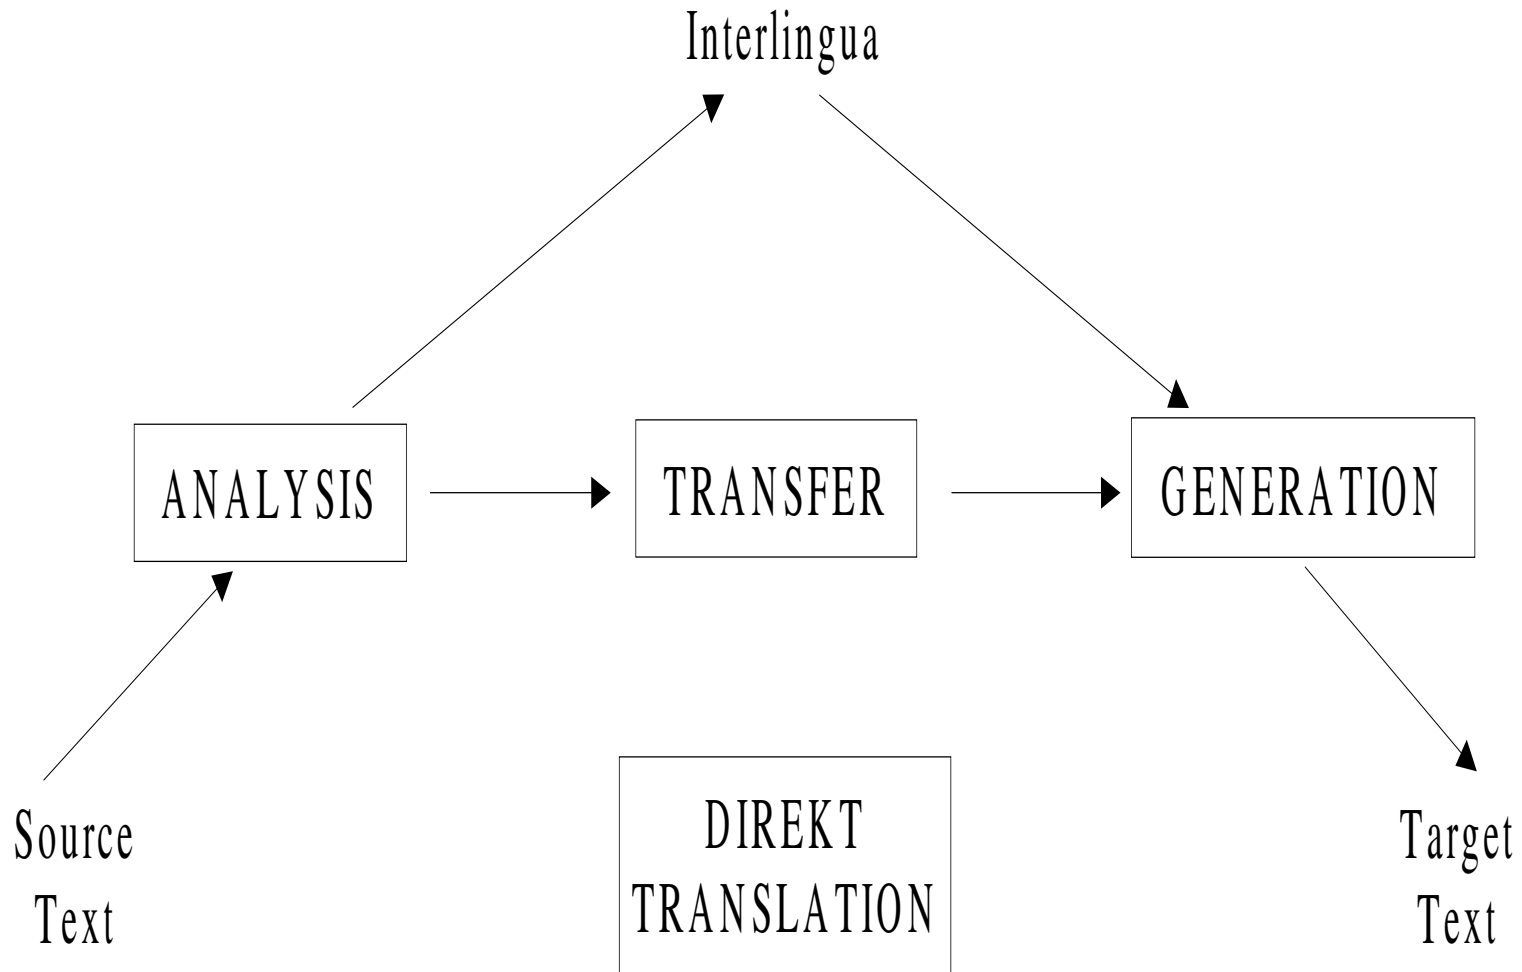 Interlingua
ANALYSIS
TRANSFER
GENERATION
Source
Text
DIREKT
TRANSLATION
Target
Text